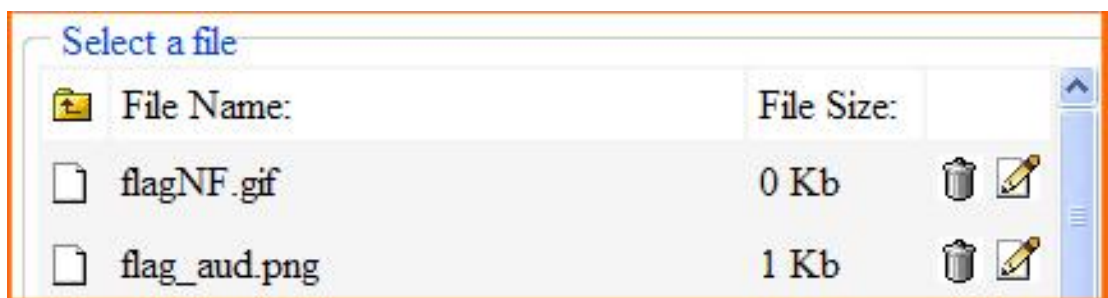 Select a file
File Name: File Size:
flagNF.gif 0 Kb
flag_aud.png 1 Kb